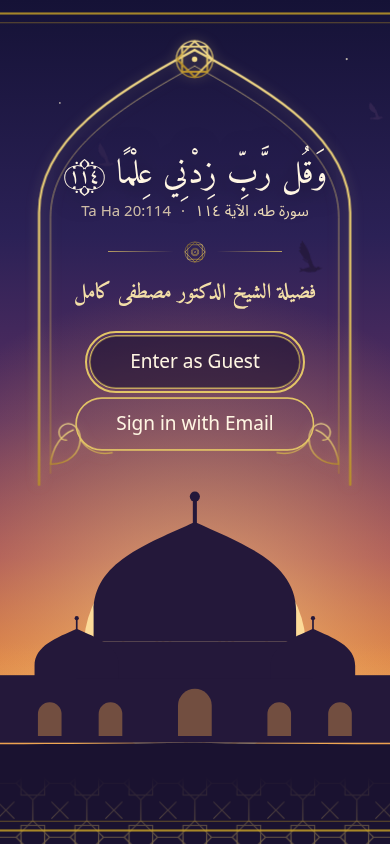 وَقُل رَّبِّ زِدْنِي عِلْمًا ۝١١٤
سورة طه، الآية ١١٤ · Ta Ha 20:114
فضيلة الشيخ الدكتور مصطفى كامل
Enter as Guest
Sign in with Email